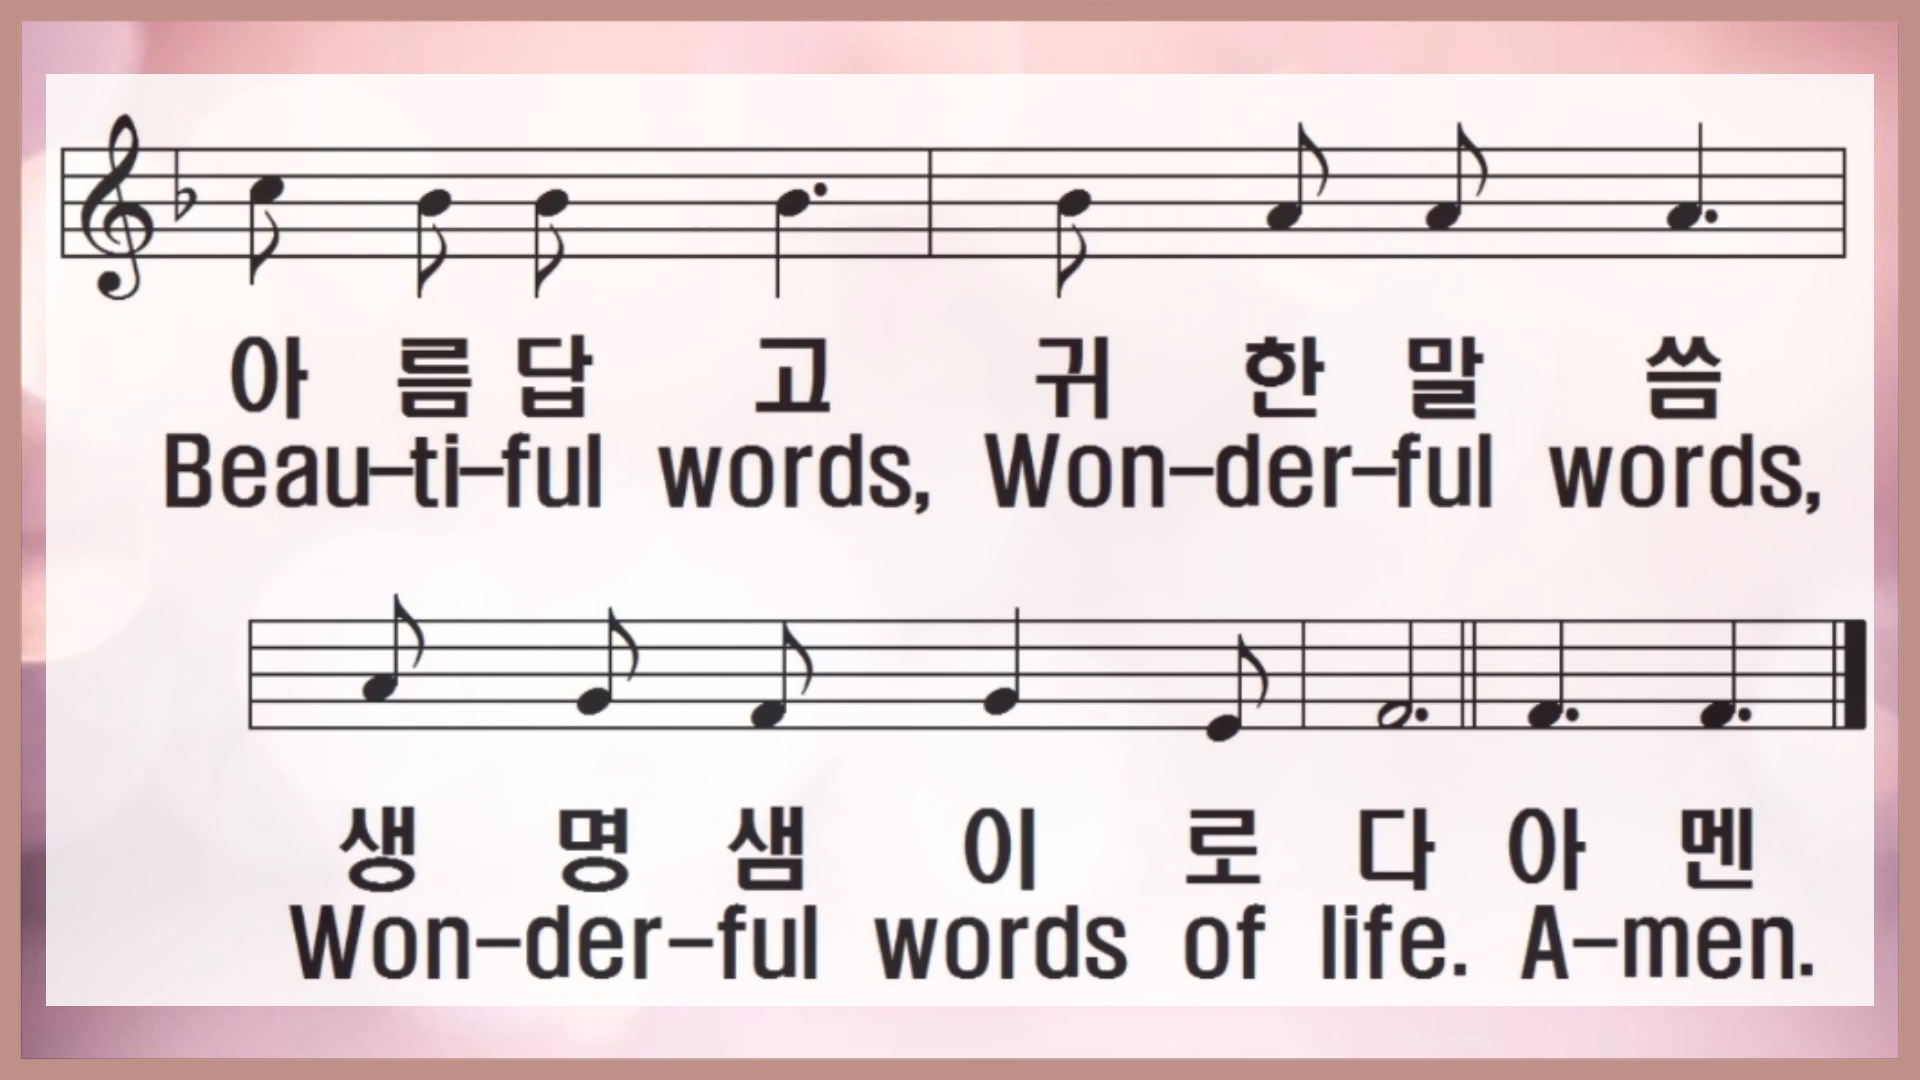 아 름 답 고 귀 한 말 씀
Beau-ti-ful words, Won-der-ful words,
생 명 샘 이 로 다 아 멘
Won-der-ful words of life. A-men.